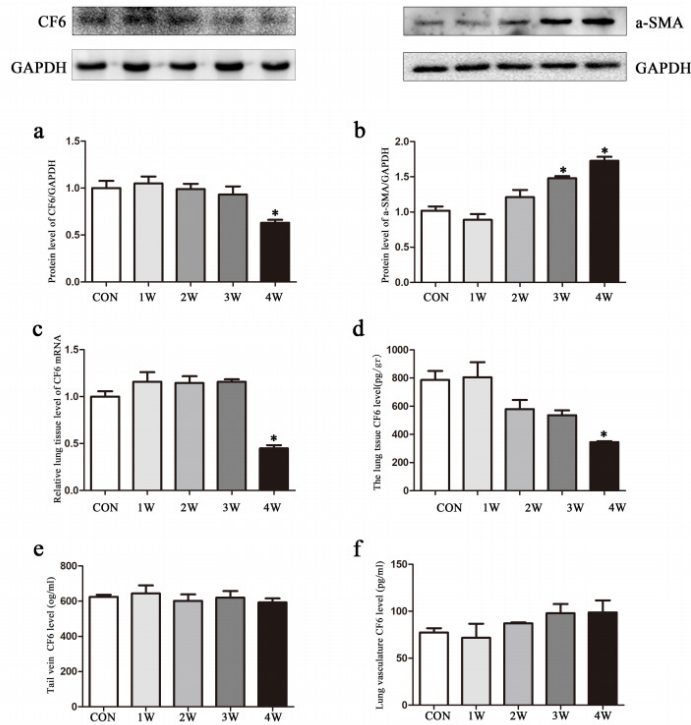 CF6
GAPDH
a-SMA
GAPDH
a
Protein level of CF6/GAPDH
1.5
1.0
0.5
0.0
CON 1W 2W 3W 4W
*
b
Protein level of a-SMA/GAPDH
2.0
1.5
1.0
0.5
0.0
CON 1W 2W 3W 4W
* *
c
Relative lung tissue level of CF6 mRNA
1.5
1.0
0.5
0.0
CON 1W 2W 3W 4W
*
d
The lung tssue CF6 level(pg/gr)
800
600
400
200
0
CON 1W 2W 3W 4W
*
e
Tail vein CF6 level (og/ml)
800
600
400
200
0
CON 1W 2W 3W 4W
f
Lung vasculature CF6 level (pg/ml)
150
100
50
0
CON 1W 2W 3W 4W